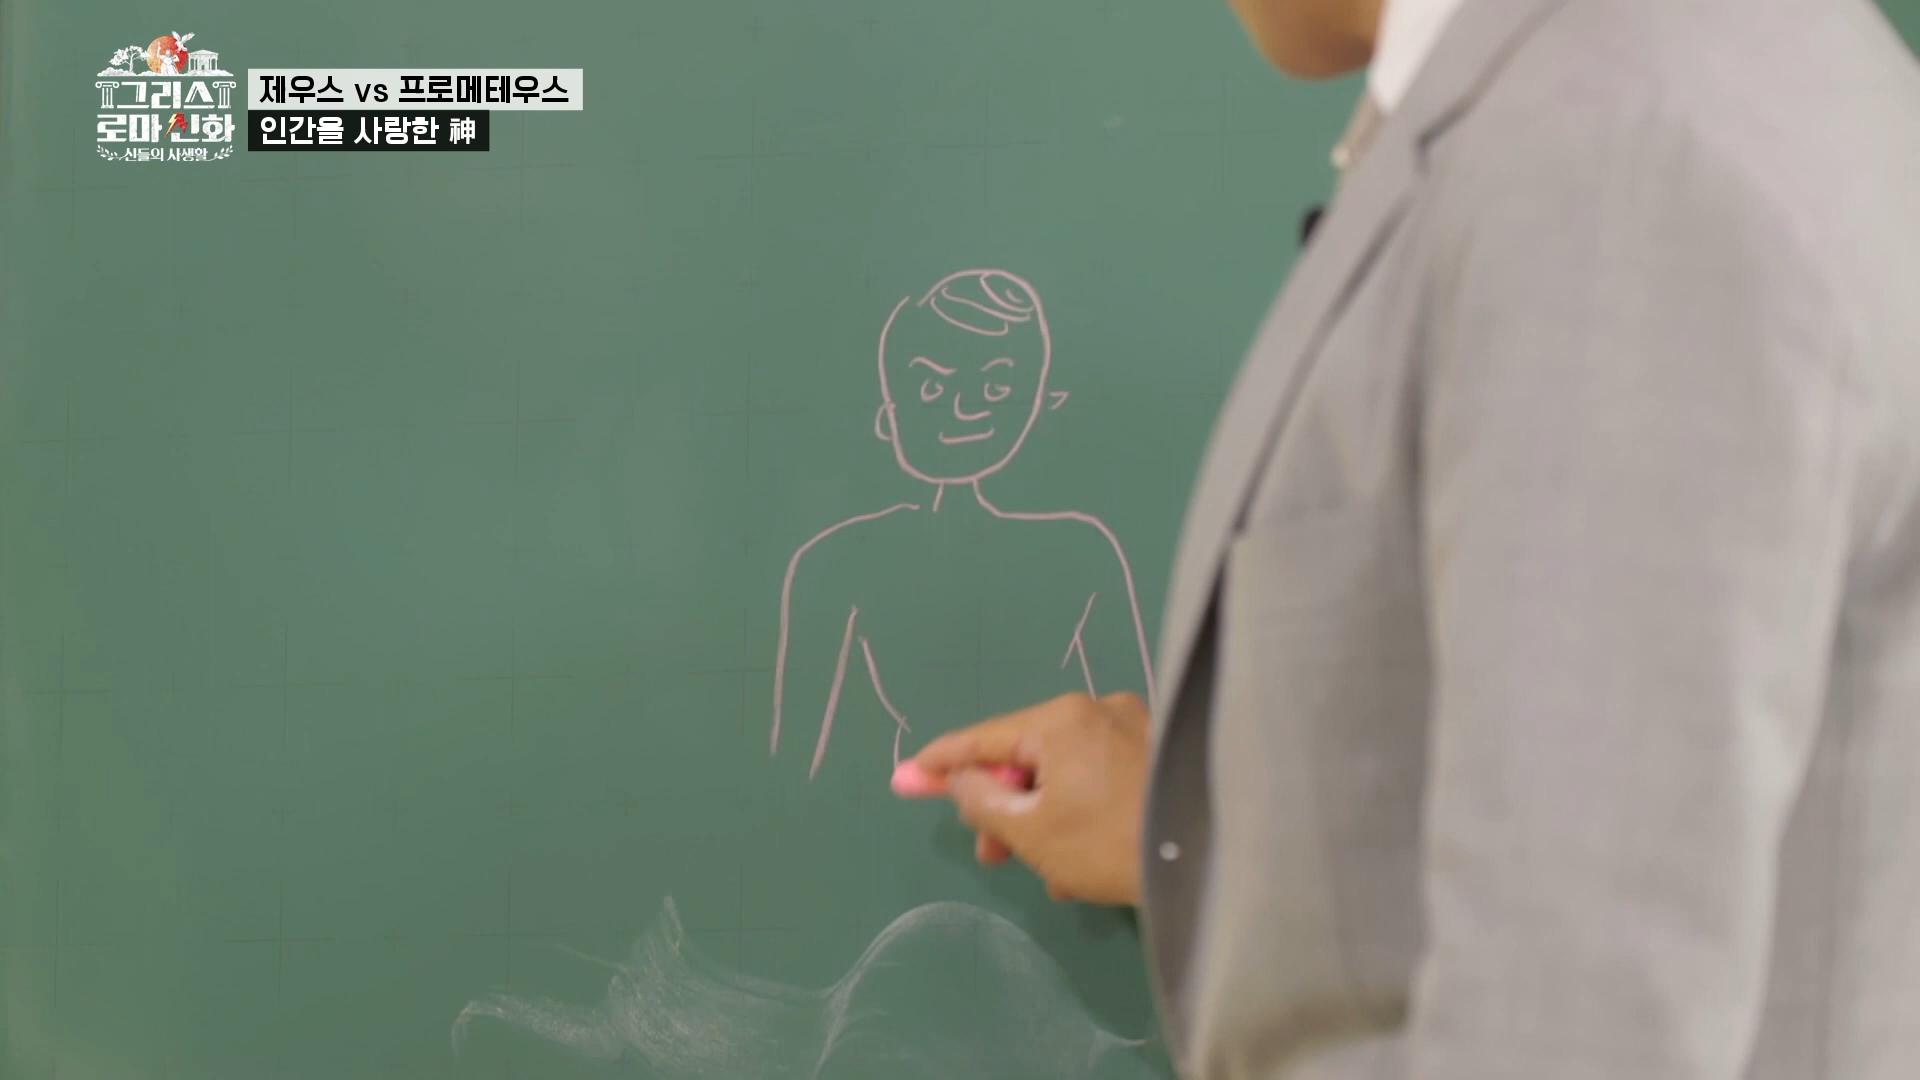 그리스
로마 신화
신들의 사생활
제우스 vs 프로메테우스
인간을 사랑한 神